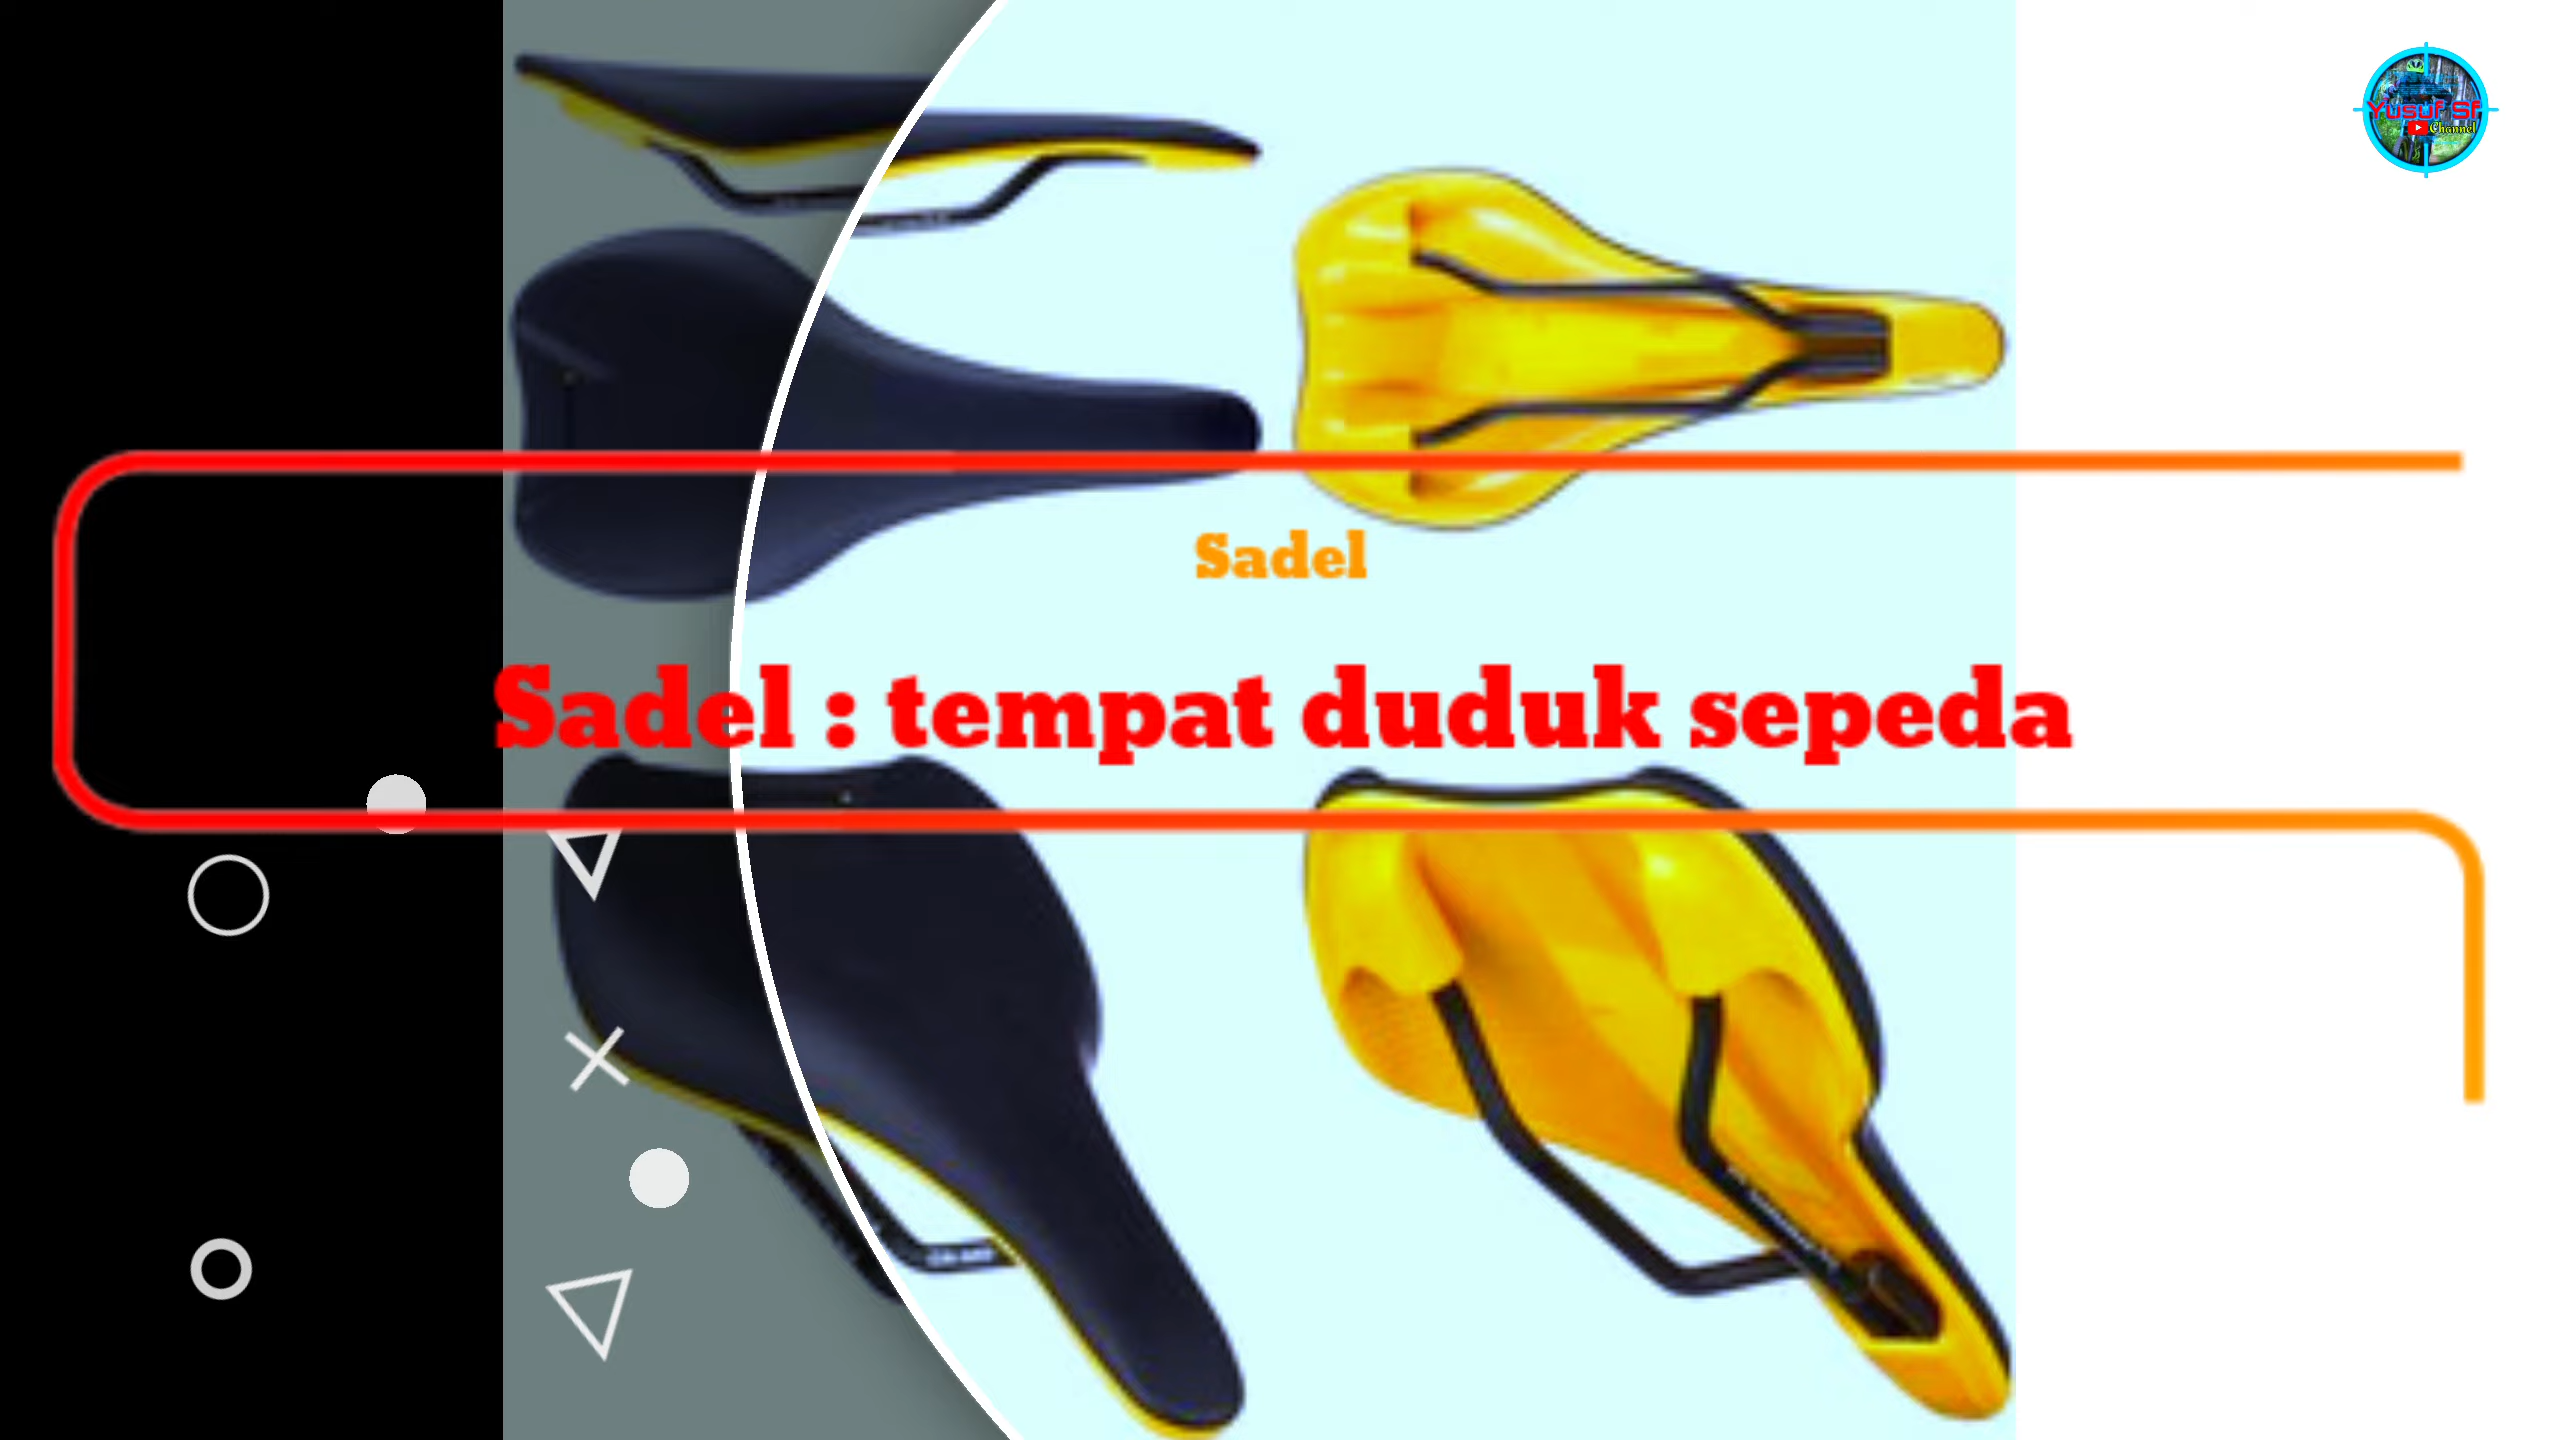 Yusuf Sf
Channel
Sadel
Sadel : tempat duduk sepeda